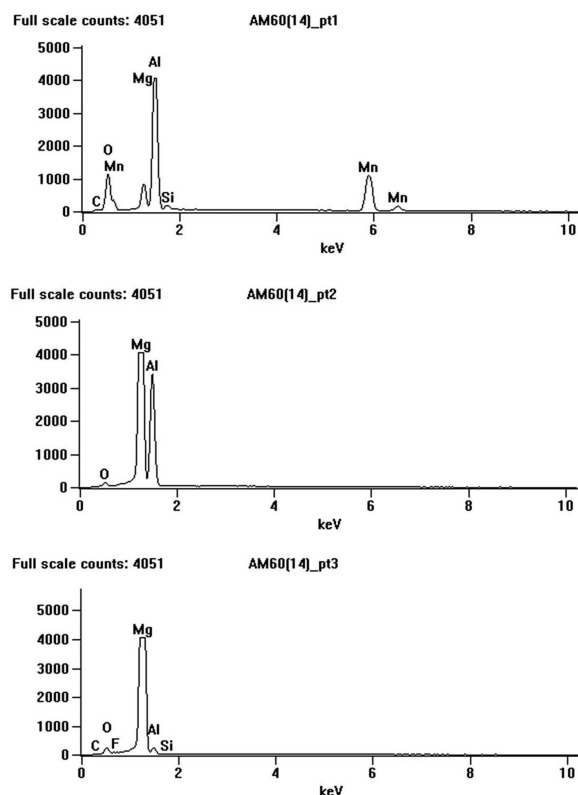 Full scale counts: 4051 AM60(14)_pt1
5000
Al
4000
Mg
3000
2000
O
Mn
Mn
1000
C
Si
Mn
0
0 2 4 6 8 10
keV
Full scale counts: 4051 AM60(14)_pt2
5000
Mg
4000
Al
3000
2000
1000
O
0
0 2 4 6 8 10
keV
Full scale counts: 4051 AM60(14)_pt3
5000
Mg
4000
3000
2000
1000
O
Al
C F Si
0
0 2 4 6 8 10
keV